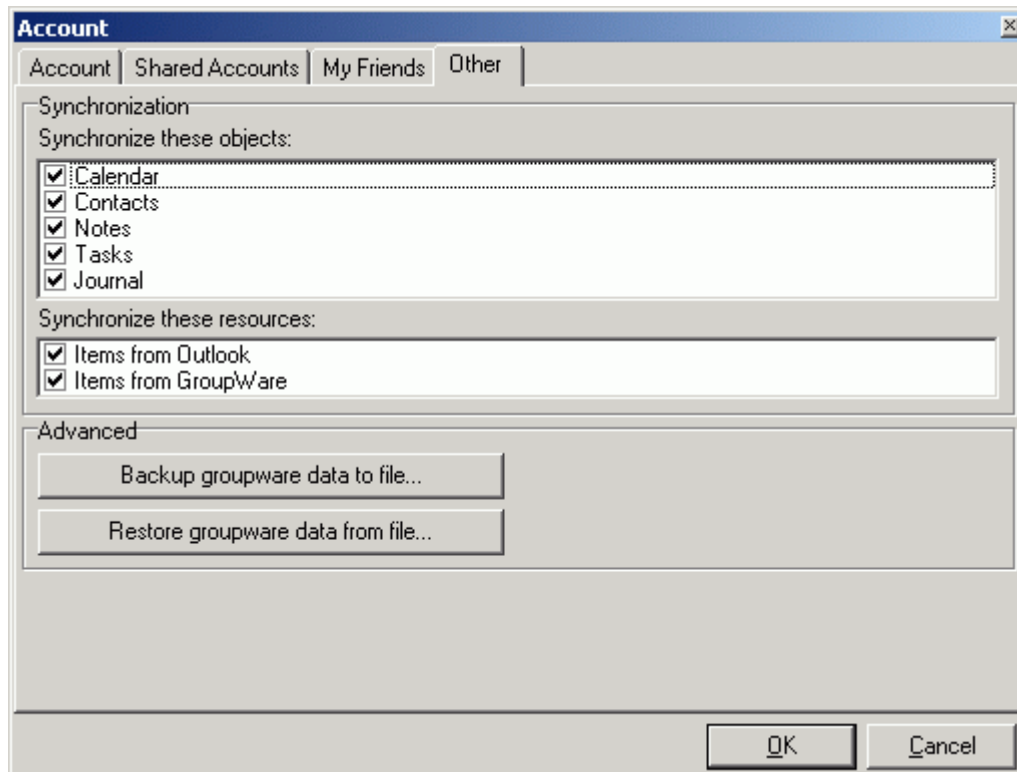 Account
Account Shared Accounts My Friends Other
Synchronization
Synchronize these objects:
Calendar
Contacts
Notes
Tasks
Journal
Synchronize these resources:
Items from Outlook
Items from GroupWare
Advanced
Backup groupware data to file...
Restore groupware data from file...
OK Cancel